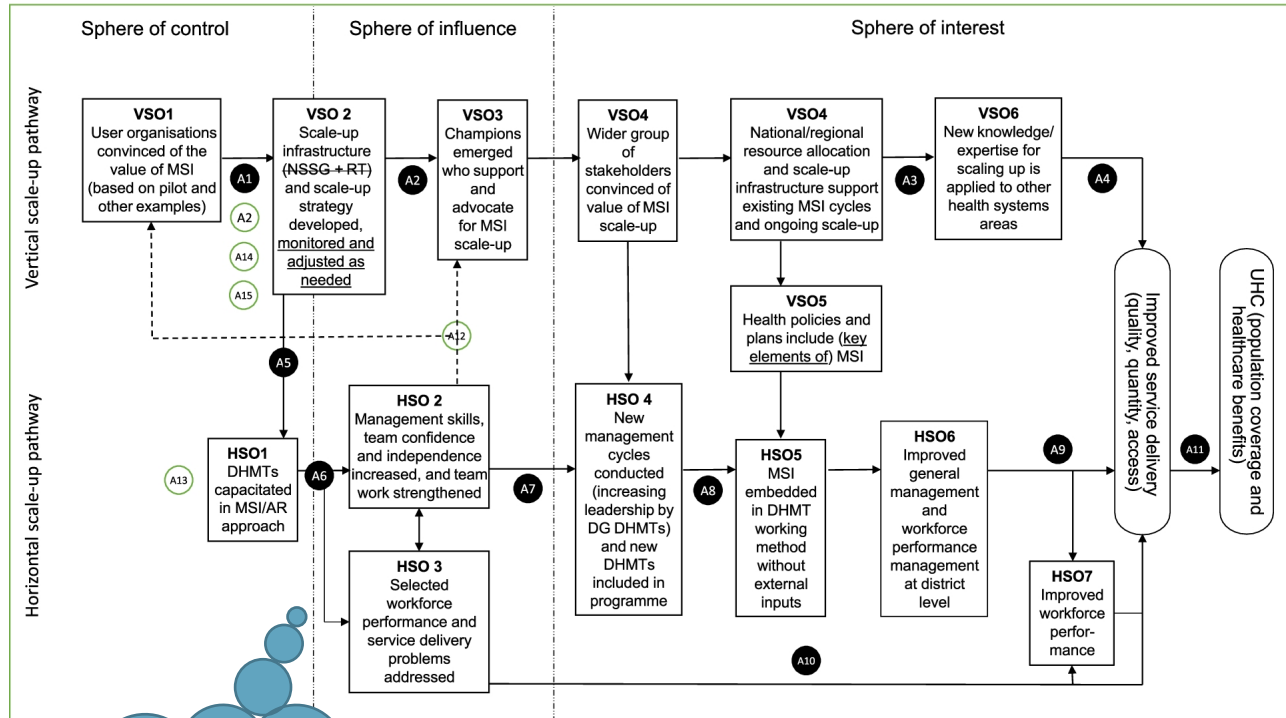 Sphere of control
Sphere of influence
Sphere of interest
Vertical scale-up pathway
VSO1
User organisations
convinced of the
value of MSI
(based on pilot and
other examples)
A1
A2
A14
A15
VSO 2
Scale-up
infrastructure
(NSSG + RT)
and scale-up
strategy
developed,
monitored and
adjusted as
needed
A2
VSO3
Champions
emerged who
support and
advocate
for MSI
scale-up
VSO4
Wider group
of
stakeholders
convinced of
value of MSI
scale-up
VSO4
National/regional
resource allocation
and scale-up
infrastructure support
existing MSI cycles
and ongoing scale-up
A3
VSO6
New knowledge/
expertise for
scaling up is
applied to other
health systems
areas
A4
VSO5
Health policies and
plans include (key
elements of) MSI
A12
A5
Horizontal scale-up pathway
A13
HSO1
DHMTs
capacitated
in MSI/AR
approach
A6
HSO 2
Management skills,
team confidence
and independence
increased, and team
work strengthened
A7
HSO 3
Selected workforce
performance and
service delivery
problems
addressed
HSO 4
New
management
cycles
conducted
(increasing
leadership by
DG DHMTs)
and new
DHMTs
included in
programme
A8
HSO5
MSI
embedded in
DHMT
working
method
without
external
inputs
HSO6
Improved
general
management
and
workforce
performance
management
at district
level
A9
A10
HSO7
Improved
workforce
perfor-
mance
Improved service delivery
(quality, quantity, access)
A11
UHC (population coverage and
healthcare benefits)